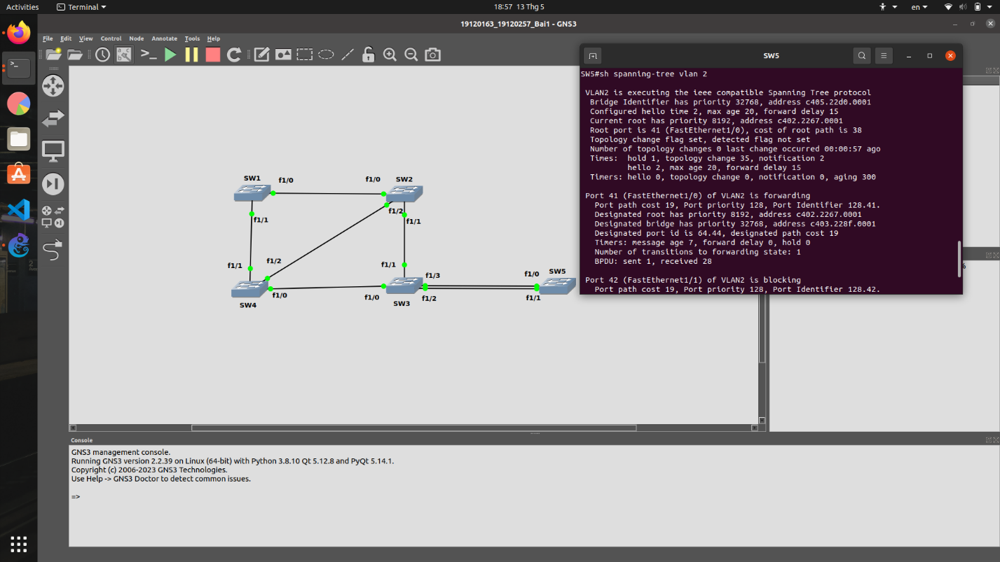 Activities
Terminal
18:57 13 Thg 5
en
19120163_19120257_Bai1 - GNS3
File Edit View Control Node Annotate Tools Help
SW5
SW5#sh spanning-tree vlan 2
VLAN2 is executing the ieee compatible Spanning Tree protocol
Bridge Identifier has priority 32768, address c405.22d0.0001
Configured hello time 2, max age 20, forward delay 15
Current root has priority 8192, address c402.2267.0001
Root port is 41 (FastEthernet1/0), cost of root path is 38
Topology change flag set, detected flag not set
Number of topology changes 0 last change occurred 00:00:57 ago
Times: hold 1, topology change 35, notification 2
hello 2, max age 20, forward delay 15
Timers: hello 0, topology change 0, notification 0, aging 300
Port 41 (FastEthernet1/0) of VLAN2 is forwarding
Port path cost 19, Port priority 128, Port Identifier 128.41.
Designated root has priority 8192, address c402.2267.0001
Designated bridge has priority 32768, address c403.228f.0001
Designated port id is 64.44, designated path cost 19
Timers: message age 7, forward delay 0, hold 0
Number of transitions to forwarding state: 1
BPDU: sent 1, received 28
Port 42 (FastEthernet1/1) of VLAN2 is blocking
Port path cost 19, Port priority 128, Port Identifier 128.42.
%
SW1 f1/0 f1/0 SW2
f1/1 f1/2
f1/1
f1/1 f1/2 f1/1
f1/3 f1/0 SW5
SW4 f1/0 f1/0 SW3 f1/2 f1/1
Console
GNS3 management console.
Running GNS3 version 2.2.39 on Linux (64-bit) with Python 3.8.10 Qt 5.12.8 and PyQt 5.14.1.
Copyright (c) 2006-2023 GNS3 Technologies.
Use Help -> GNS3 Doctor to detect common issues.
=>